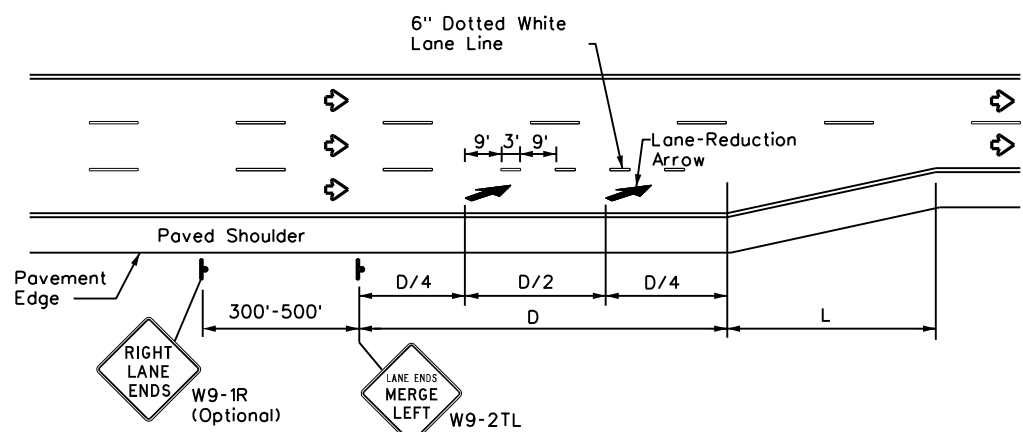 6" Dotted White
Lane Line
9' 3' 9'
Lane-Reduction
Arrow
Paved Shoulder
Pavement
Edge
D/4 D/2 D/4
300'-500' D L
RIGHT
LANE
ENDS
W9-1R
(Optional)
LANE ENDS
MERGE
LEFT
W9-2TL